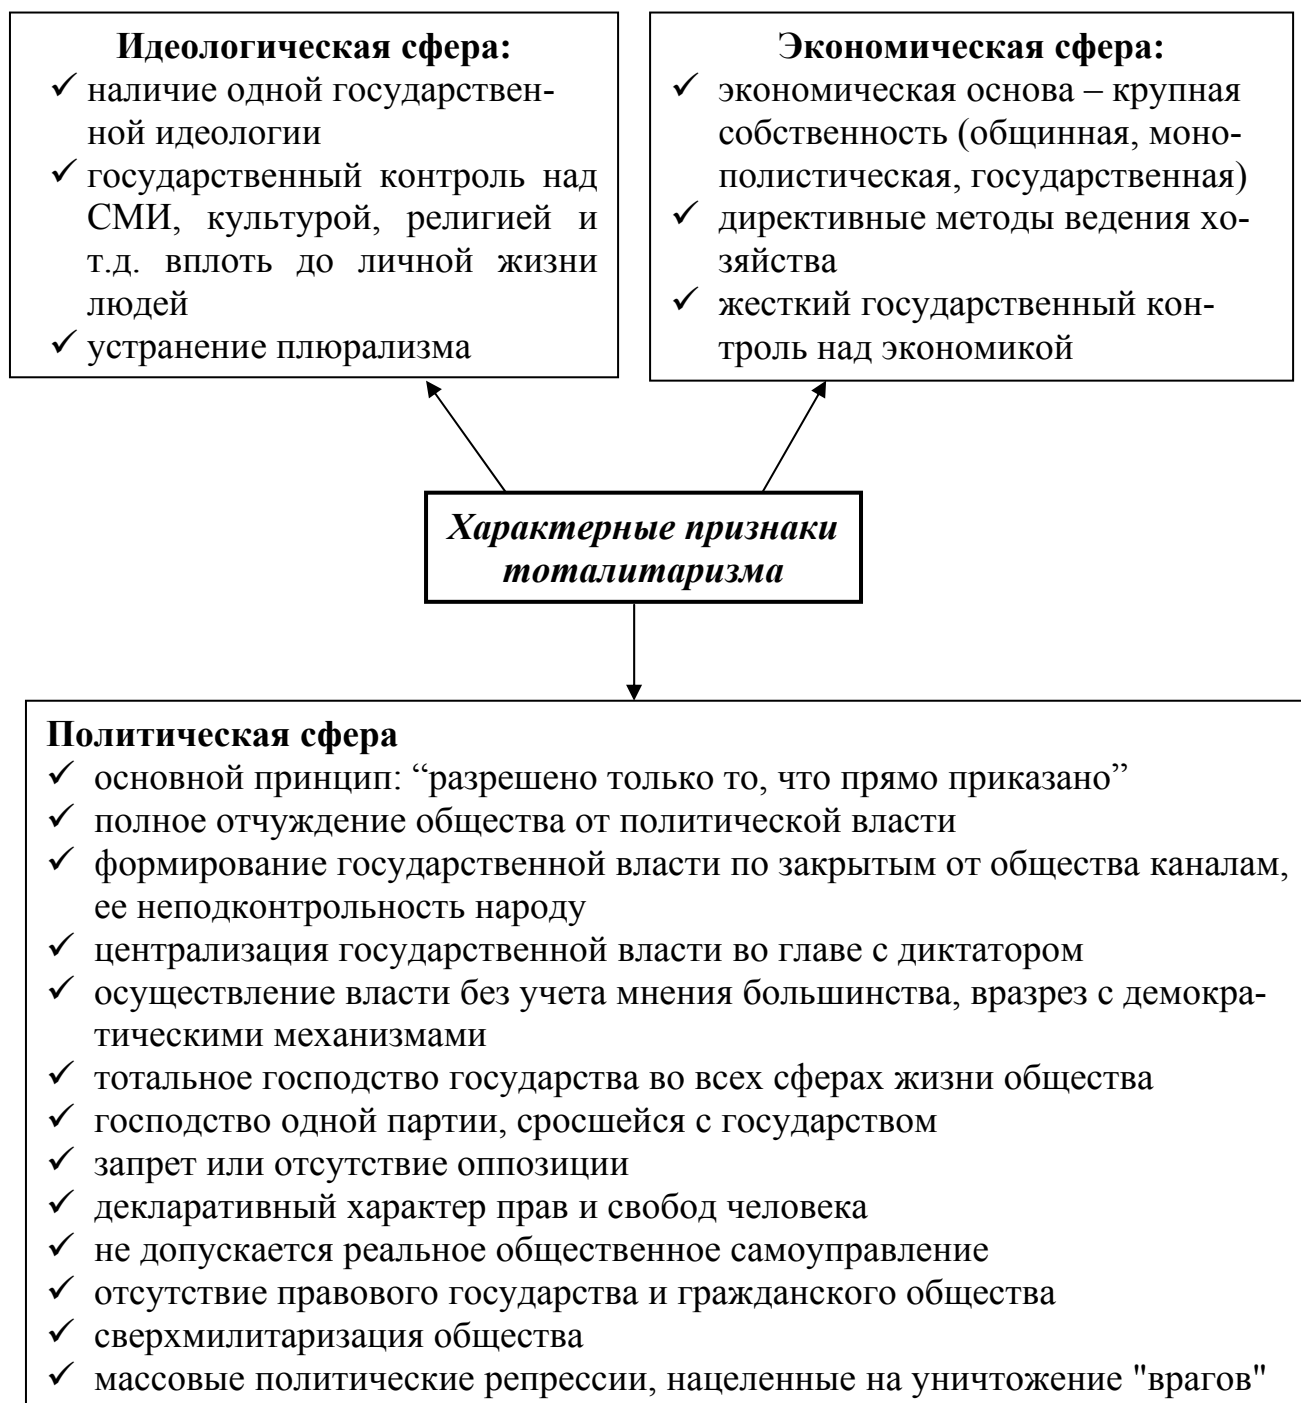 Идеологическая сфера:
✓ наличие одной государствен-
ной идеологии
✓ государственный контроль над
СМИ, культурой, религией и
т.д. вплоть до личной жизни
людей
✓ устранение плюрализма
Экономическая сфера:
✓ экономическая основа – крупная
собственность (общинная, моно-
полистическая, государственная)
✓ директивные методы ведения хо-
зяйства
✓ жесткий государственный кон-
троль над экономикой
Характерные признаки
тоталитаризма
Политическая сфера
✓ основной принцип: “разрешено только то, что прямо приказано”
✓ полное отчуждение общества от политической власти
✓ формирование государственной власти по закрытым от общества каналам,
ее неподконтрольность народу
✓ централизация государственной власти во главе с диктатором
✓ осуществление власти без учета мнения большинства, вразрез с демокра-
тическими механизмами
✓ тотальное господство государства во всех сферах жизни общества
✓ господство одной партии, сросшейся с государством
✓ запрет или отсутствие оппозиции
✓ декларативный характер прав и свобод человека
✓ не допускается реальное общественное самоуправление
✓ отсутствие правового государства и гражданского общества
✓ сверхмилитаризация общества
✓ массовые политические репрессии, нацеленные на уничтожение "врагов"